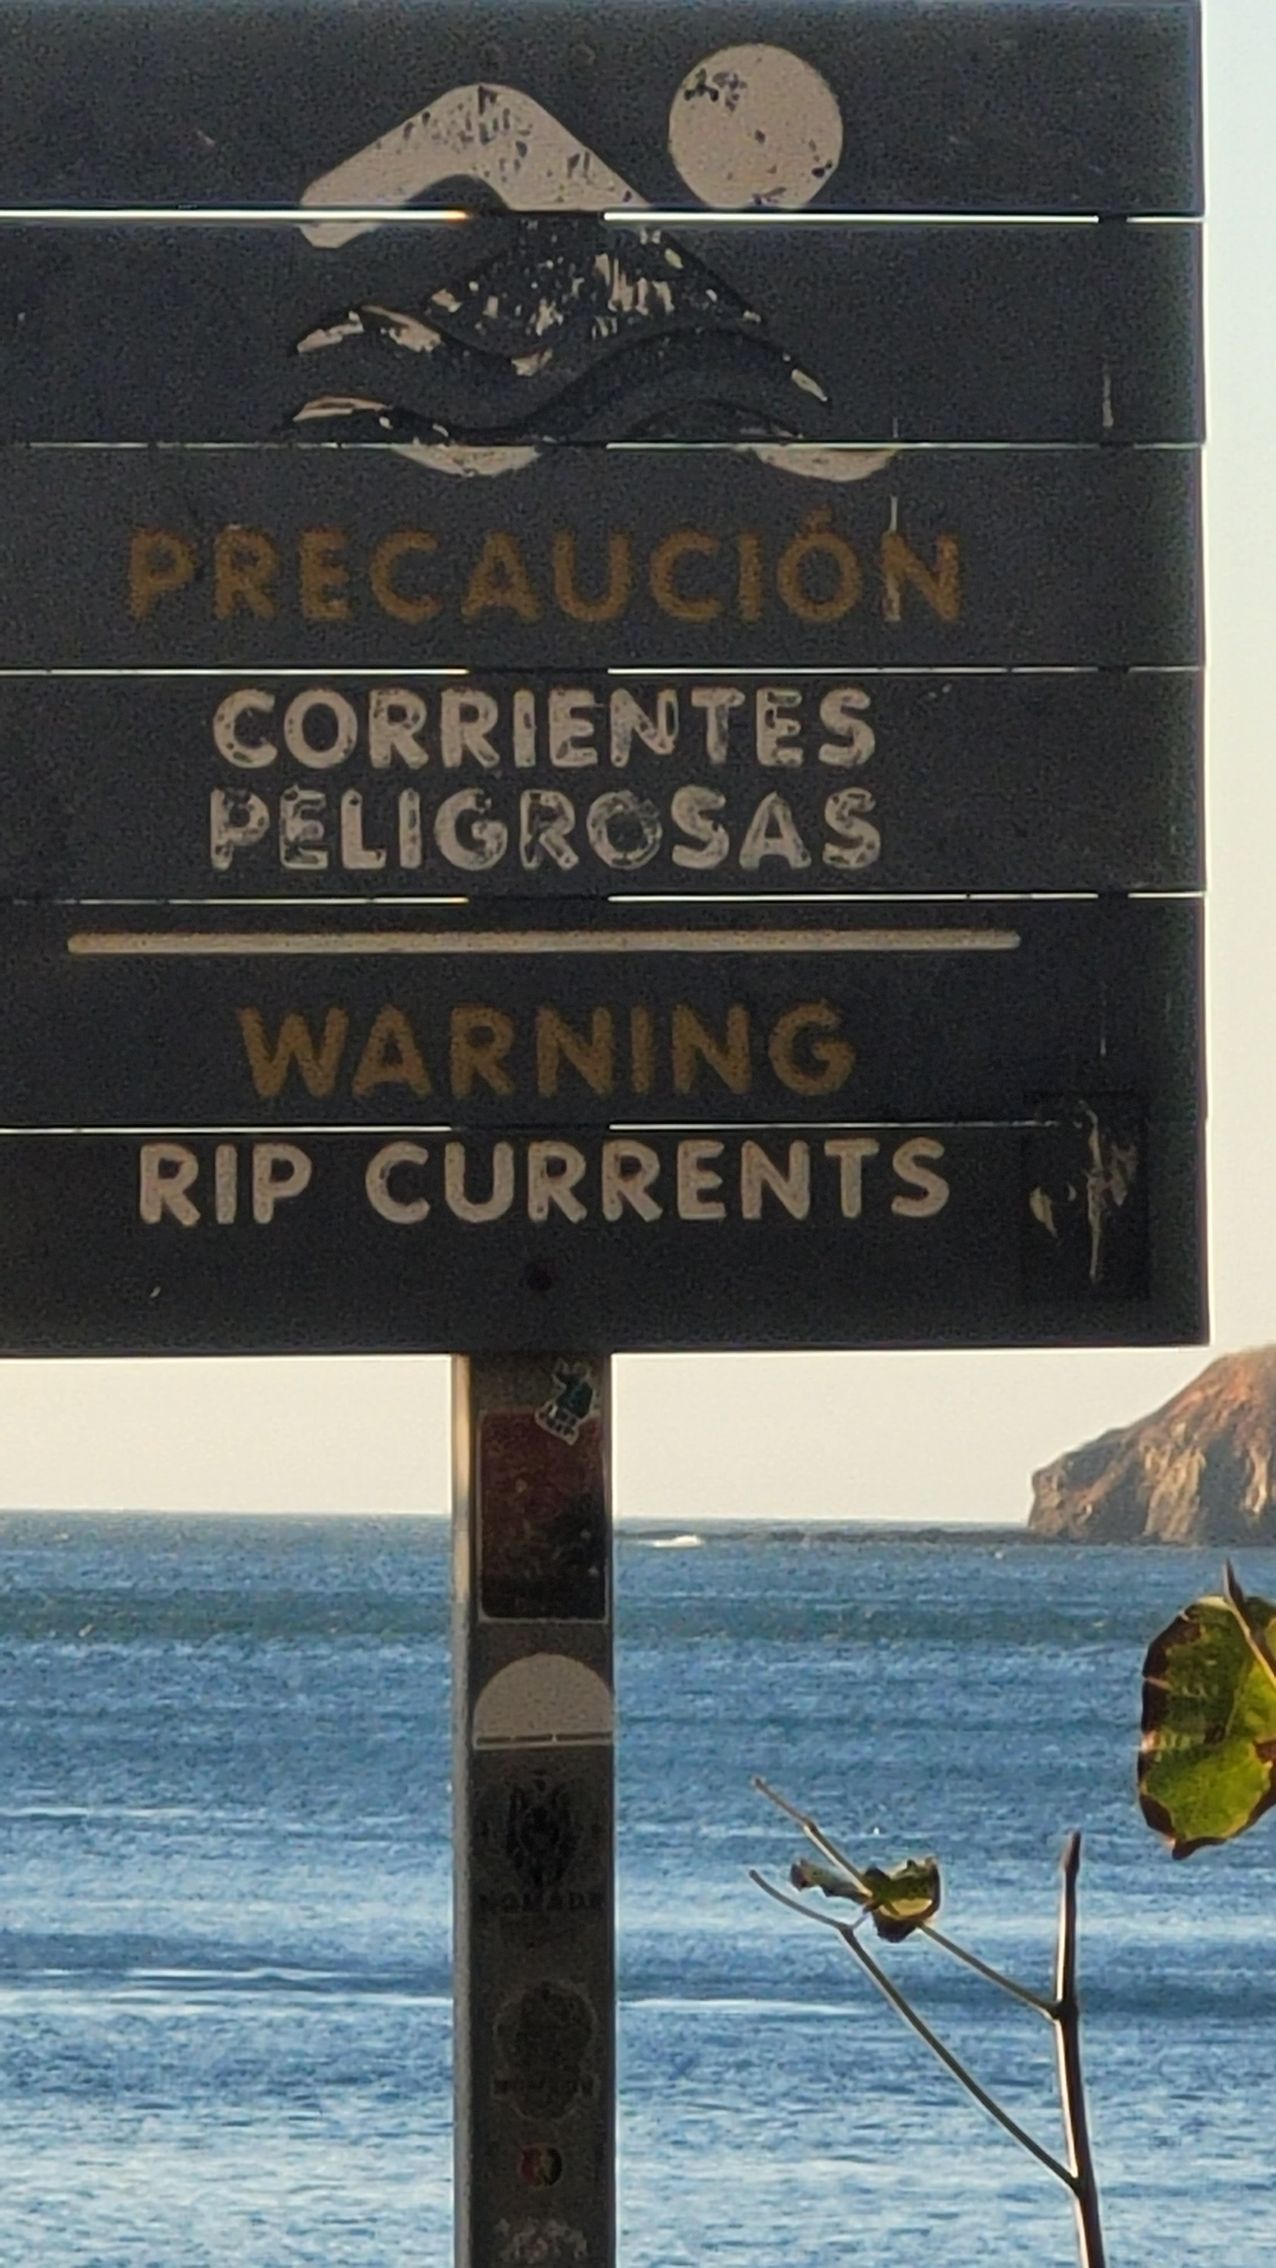 PRECAUCIÓN
CORRIENTES
PELIGROSAS
WARNING
RIP CURRENTS